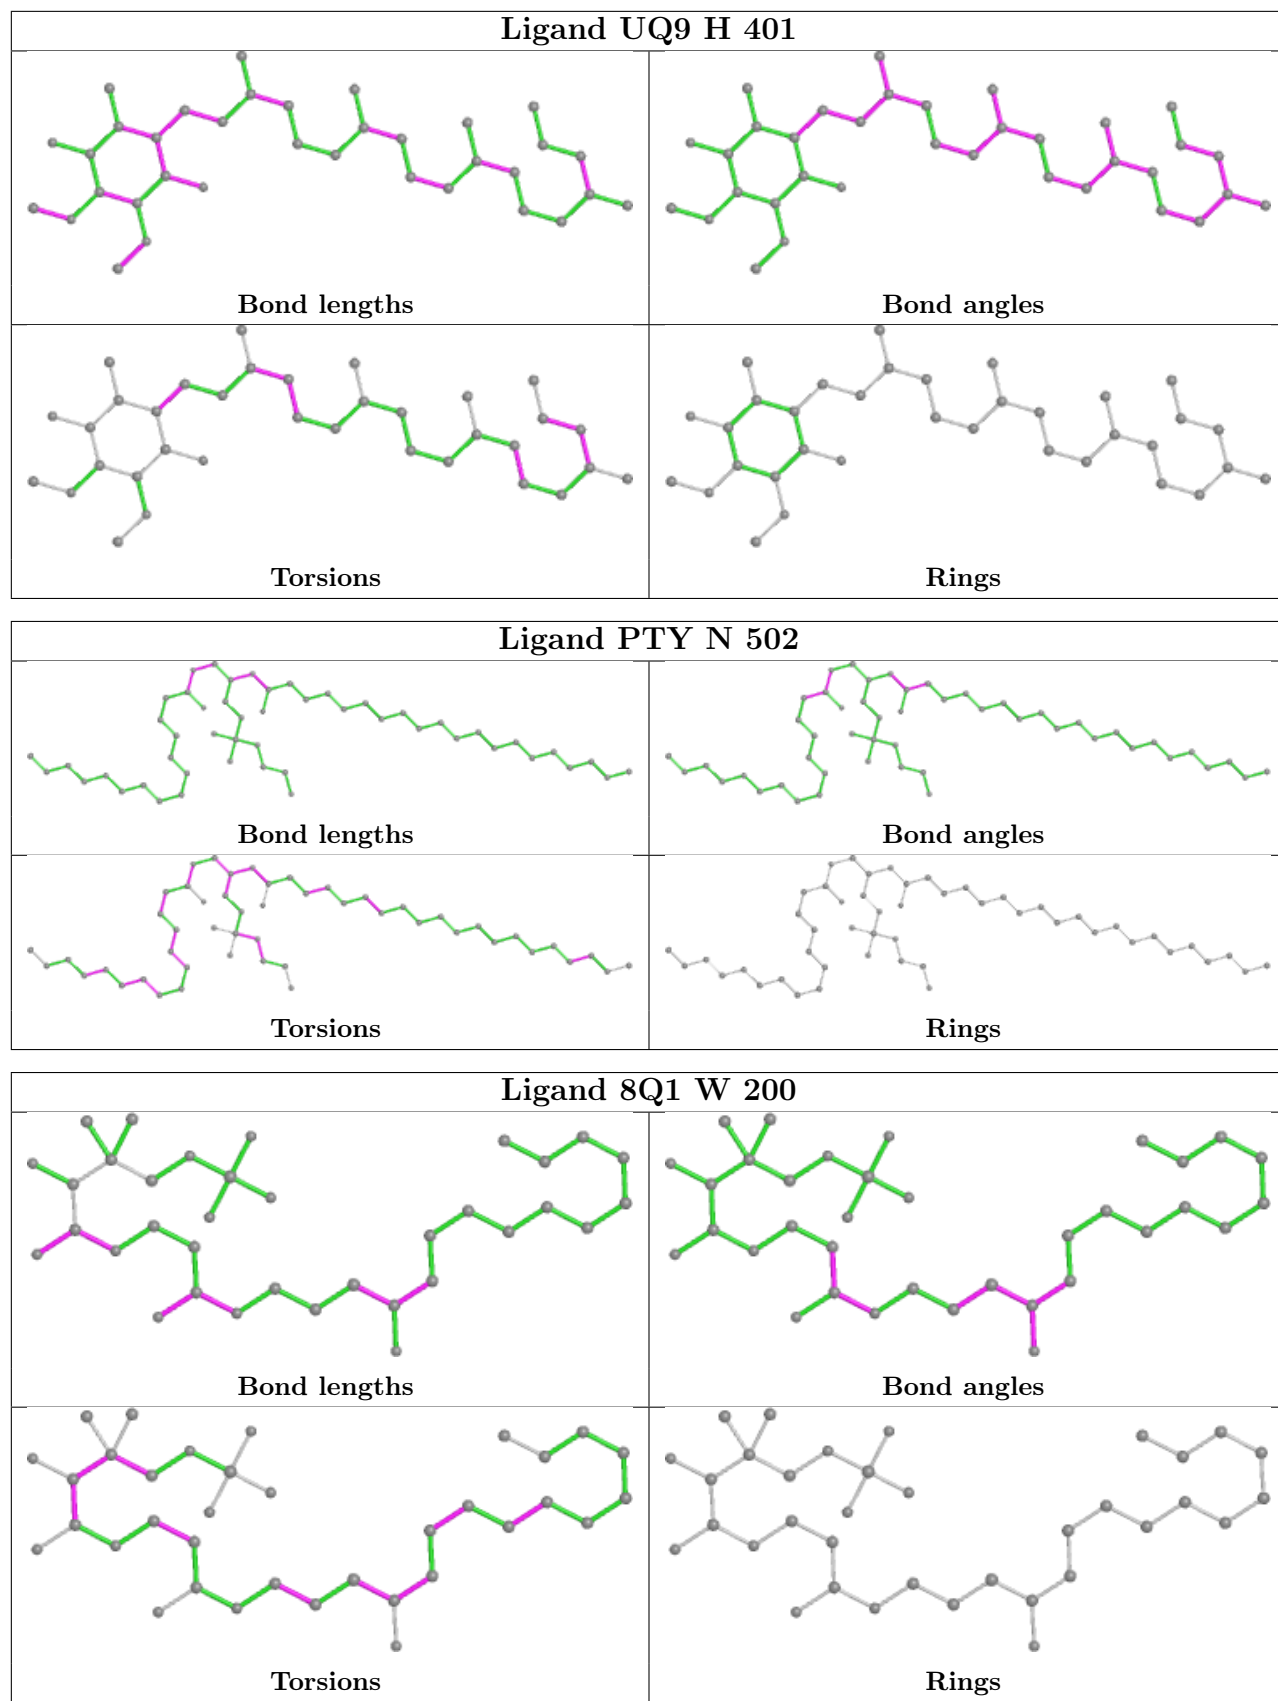 Ligand UQ9 H 401
Bond lengths
Bond angles
Torsions
Rings
Ligand PTY N 502
Bond lengths
Bond angles
Torsions
Rings
Ligand 8Q1 W 200
Bond lengths
Bond angles
Torsions
Rings